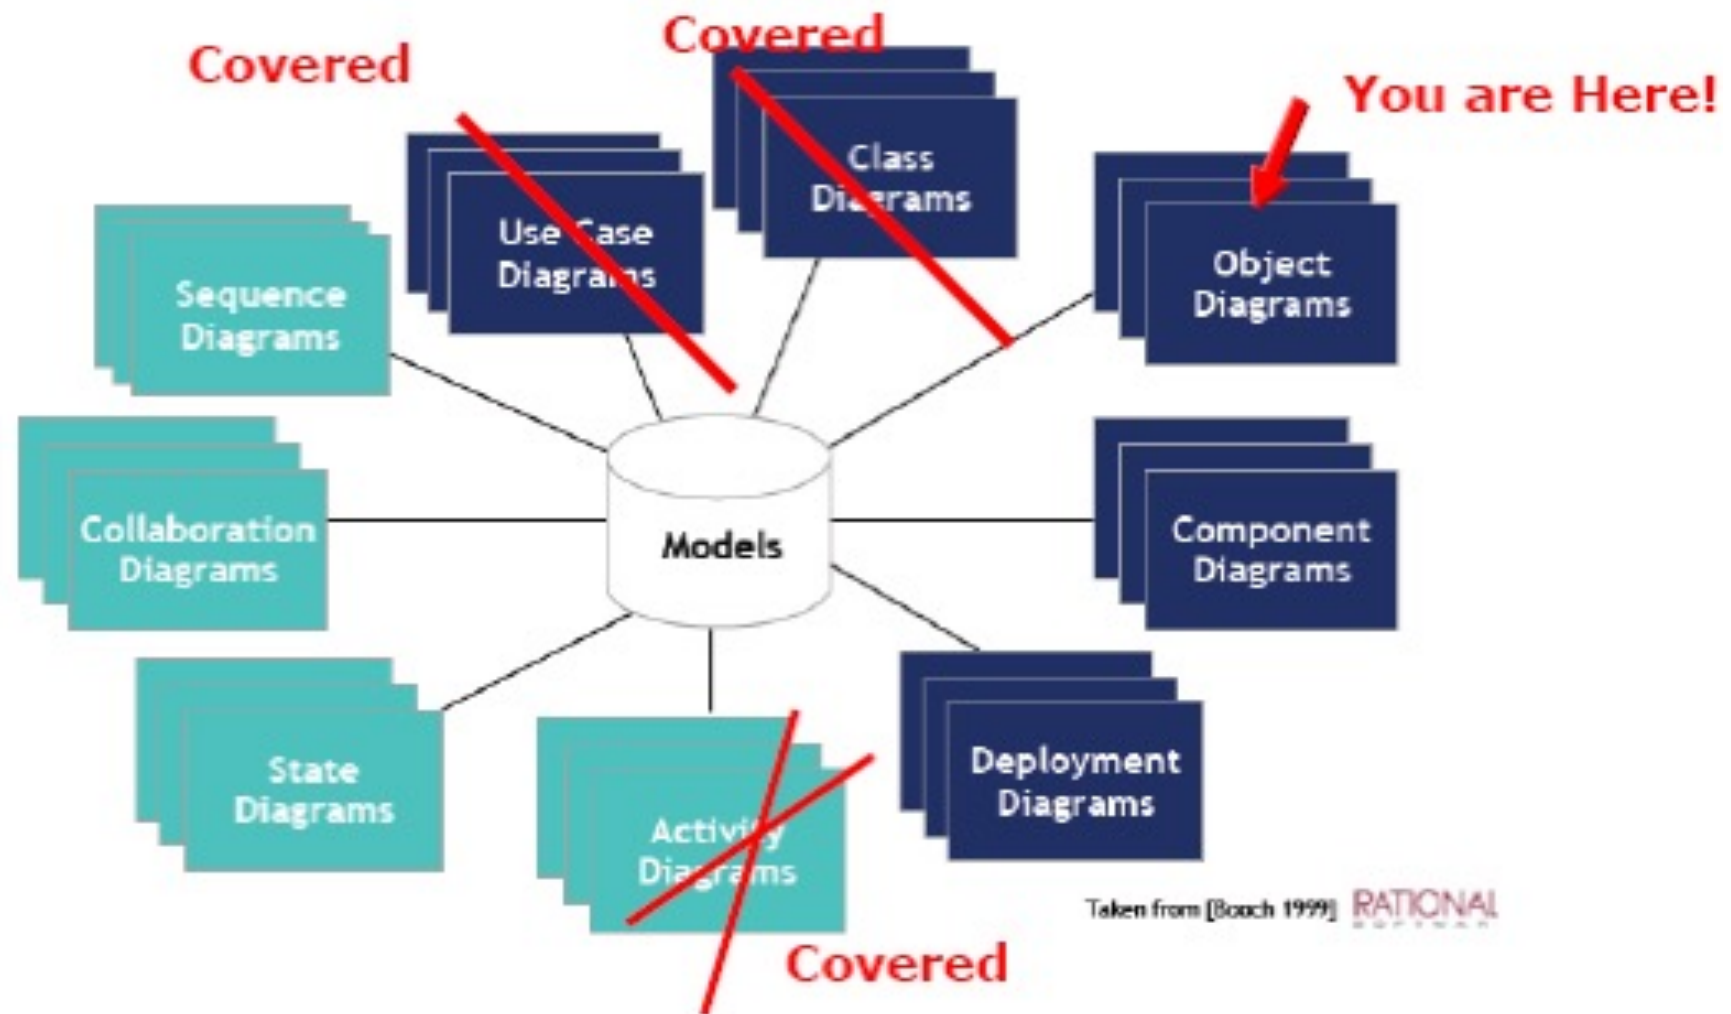 Covered
Covered
You are Here!
Class
Diagrams
Use Case
Diagrams
Object
Diagrams
Sequence
Diagrams
Collaboration
Diagrams
Models
Component
Diagrams
State
Diagrams
Activity
Diagrams
Deployment
Diagrams
Taken from [Booch 1999]
RATIONAL
Covered